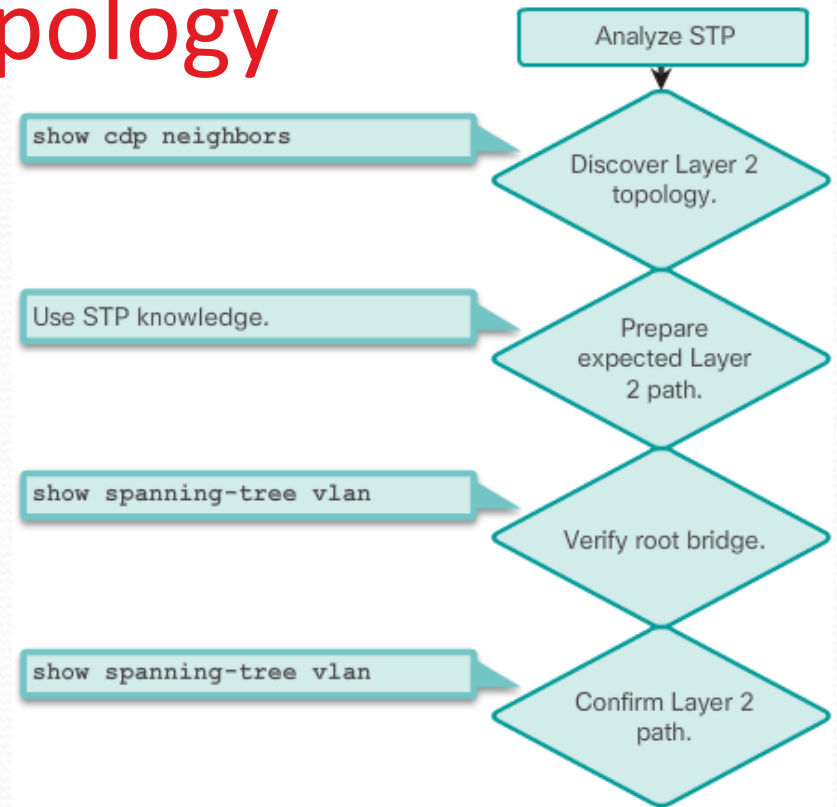 pology
Analyze STP
show cdp neighbors
Discover Layer 2
topology.
Use STP knowledge.
Prepare
expected Layer
2 path.
show spanning-tree vlan
Verify root bridge.
show spanning-tree vlan
Confirm Layer 2
path.